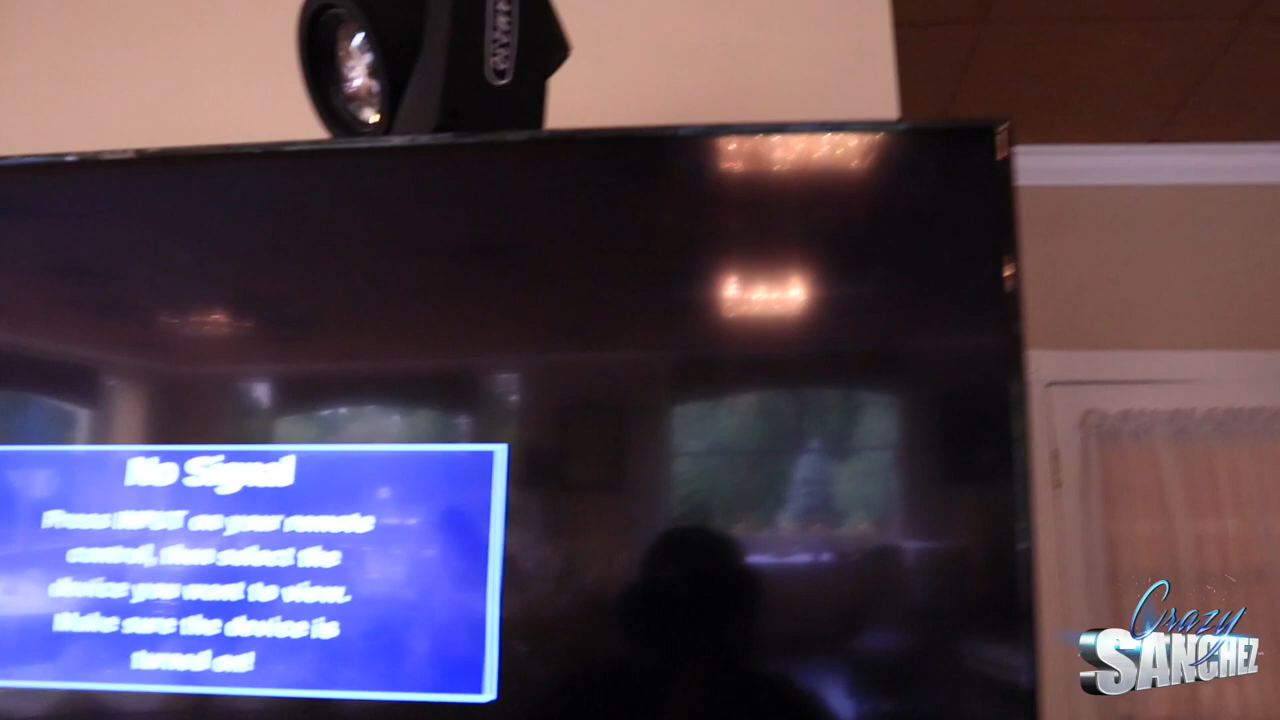 No Signal
Press INPUT on your remote
control, then select the
device you want to view.
Make sure the device is
turned on!
Crazy
SANCHEZ